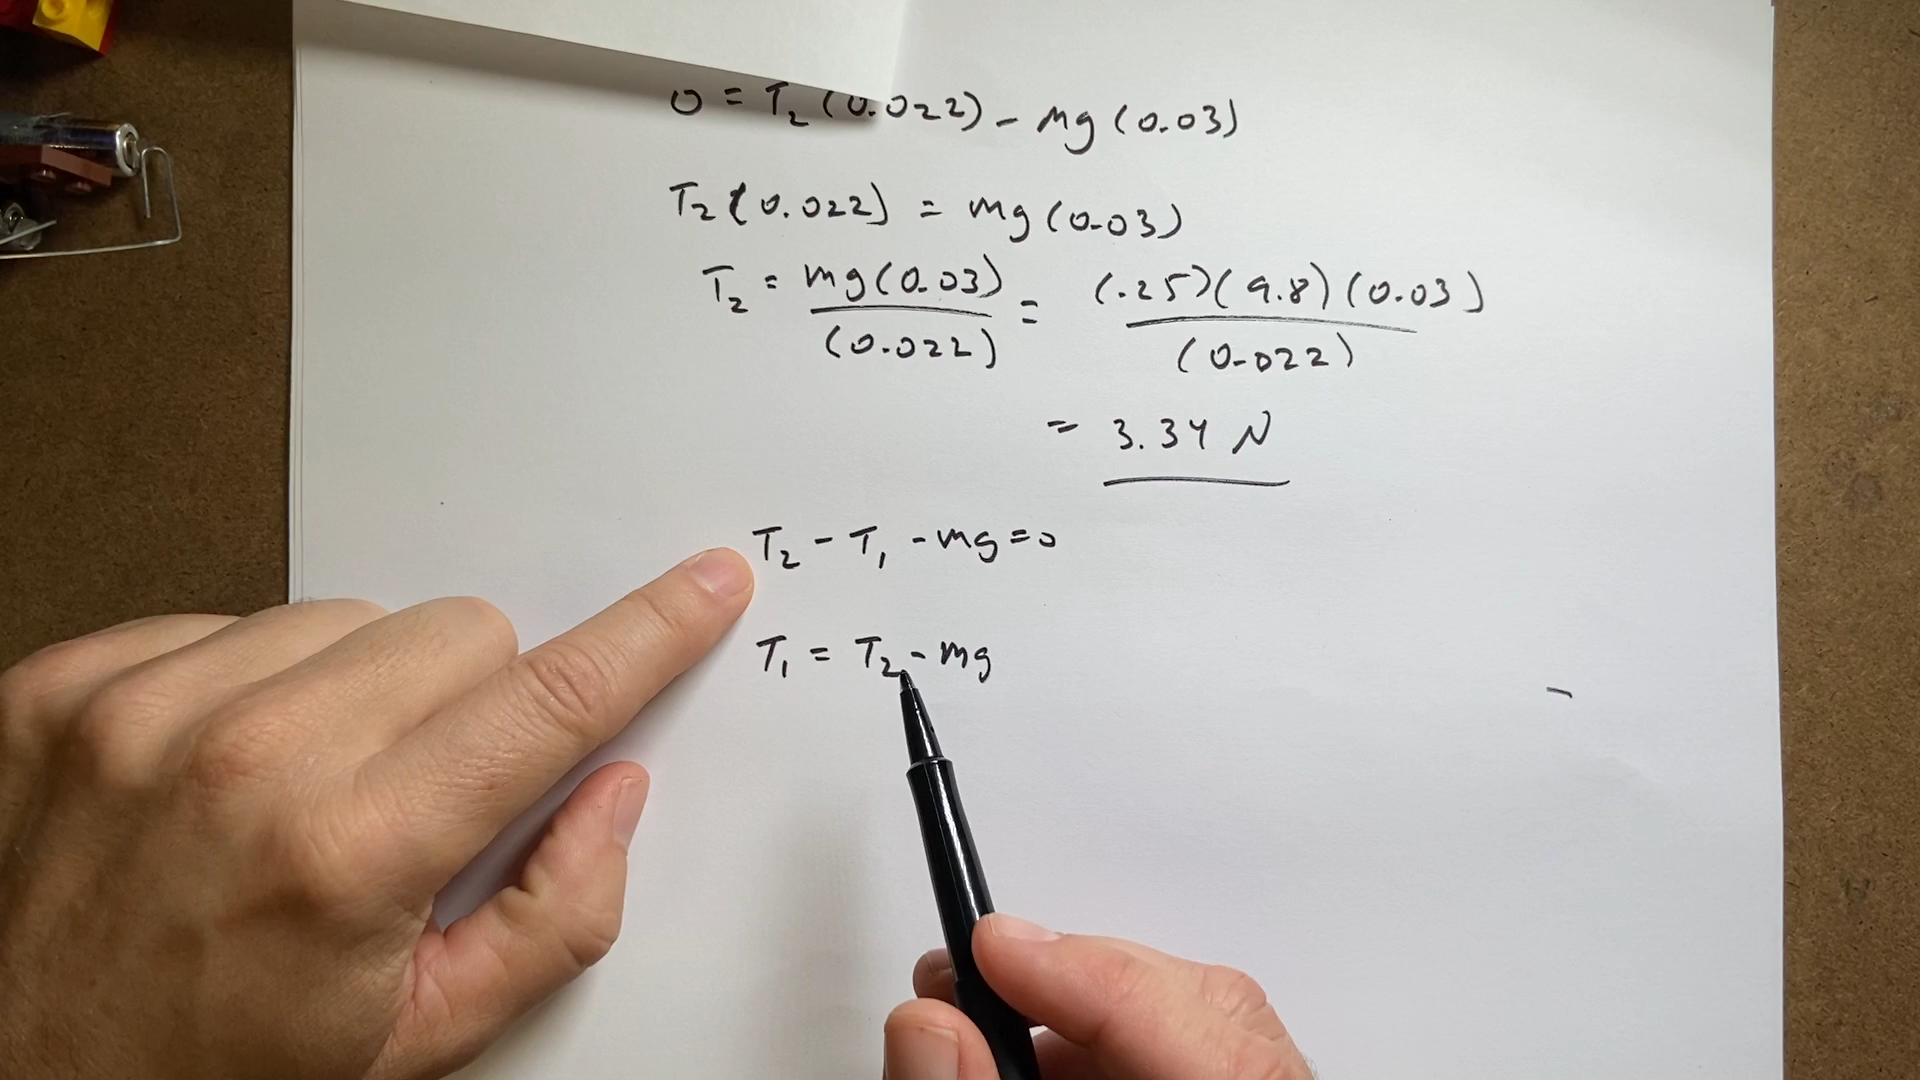 0 = T₂ (0.022) - mg (0.03)
T₂ (0.022) = mg (0.03)
T₂ = mg (0.03) / (0.022) = (.25)(9.8)(0.03) / (0.022)
= 3.34 N
T₂ - T₁ - mg = 0
T₁ = T₂ - mg